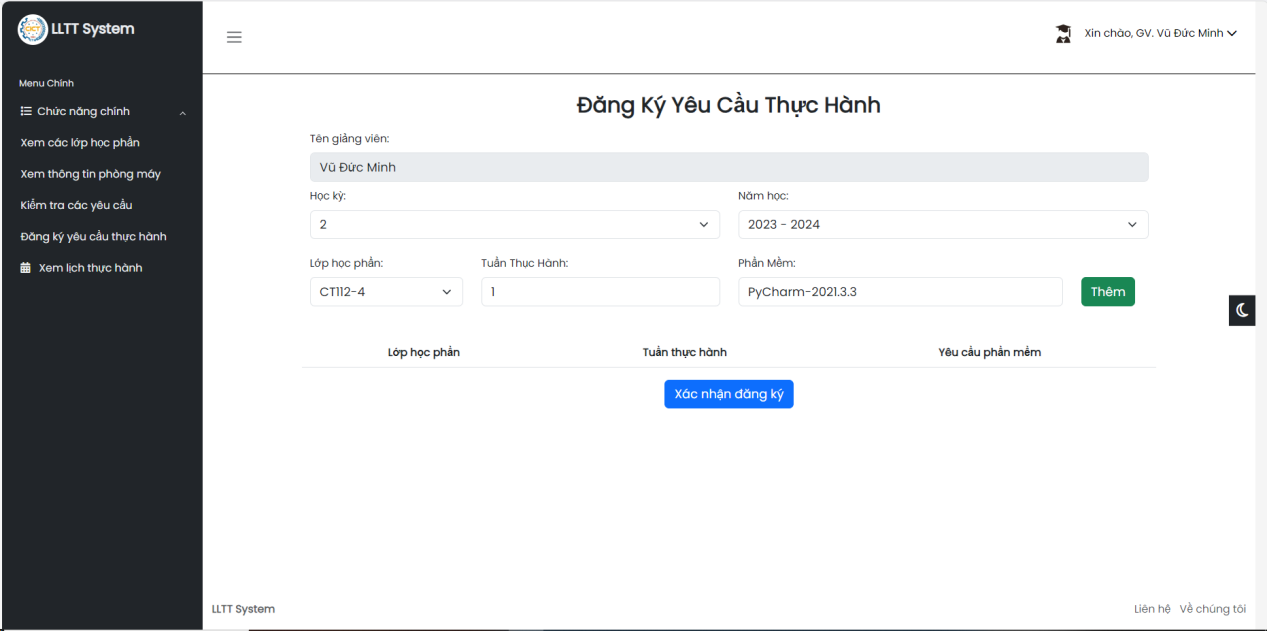 LLTT System
Xin chào, GV. Vũ Đức Minh
Menu Chính
Chức năng chính
Xem các lớp học phần
Xem thông tin phòng máy
Kiểm tra các yêu cầu
Đăng ký yêu cầu thực hành
Xem lịch thực hành
Đăng Ký Yêu Cầu Thực Hành
Tên giảng viên:
Vũ Đức Minh
Học kỳ: Năm học:
2 2023 - 2024
Lớp học phần: Tuần Thục Hành: Phần Mềm:
CT112-4 1 PyCharm-2021.3.3 Thêm
Lớp học phần Tuần thực hành Yêu cầu phần mềm
Xác nhận đăng ký
LLTT System Liên hệ Về chúng tôi